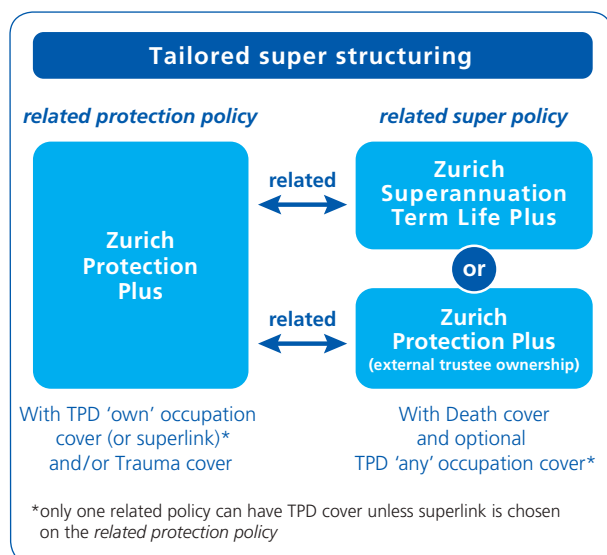 Tailored super structuring
related protection policy
related super policy
Zurich
Protection
Plus
related
Zurich
Superannuation
Term Life Plus
or
related
Zurich
Protection Plus
(external trustee ownership)
With TPD ‘own’ occupation
cover (or superlink)*
and/or Trauma cover
With Death cover
and optional
TPD ‘any’ occupation cover*
*only one related policy can have TPD cover unless superlink is chosen
on the related protection policy